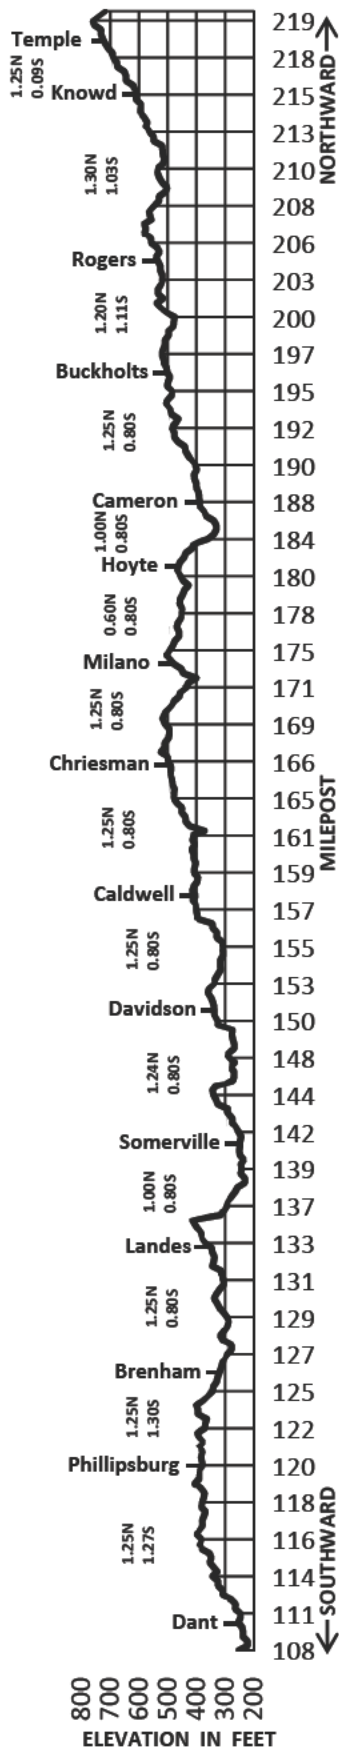 219
Temple
218
1.25N
0.09S
Knowd
215
NORTHWARD
213
1.30N
1.03S
210
208
206
Rogers
203
1.20N
1.11S
200
197
Buckholts
195
1.25N
0.80S
192
190
Cameron
188
1.00N
0.80S
184
Hoyte
180
0.60N
0.80S
178
175
Milano
171
1.25N
0.80S
169
Chriesman
166
165
MILEPOST
1.25N
0.80S
161
159
Caldwell
157
1.25N
0.80S
155
153
Davidson
150
1.24N
0.80S
148
144
142
Somerville
139
1.00N
0.80S
137
Landes
133
131
1.25N
0.80S
129
127
Brenham
125
1.25N
1.30S
122
Phillipsburg
120
118
1.25N
1.27S
116
114
SOUTHWARD
111
Dant
108
800 700 600 500 400 300 200
ELEVATION IN FEET